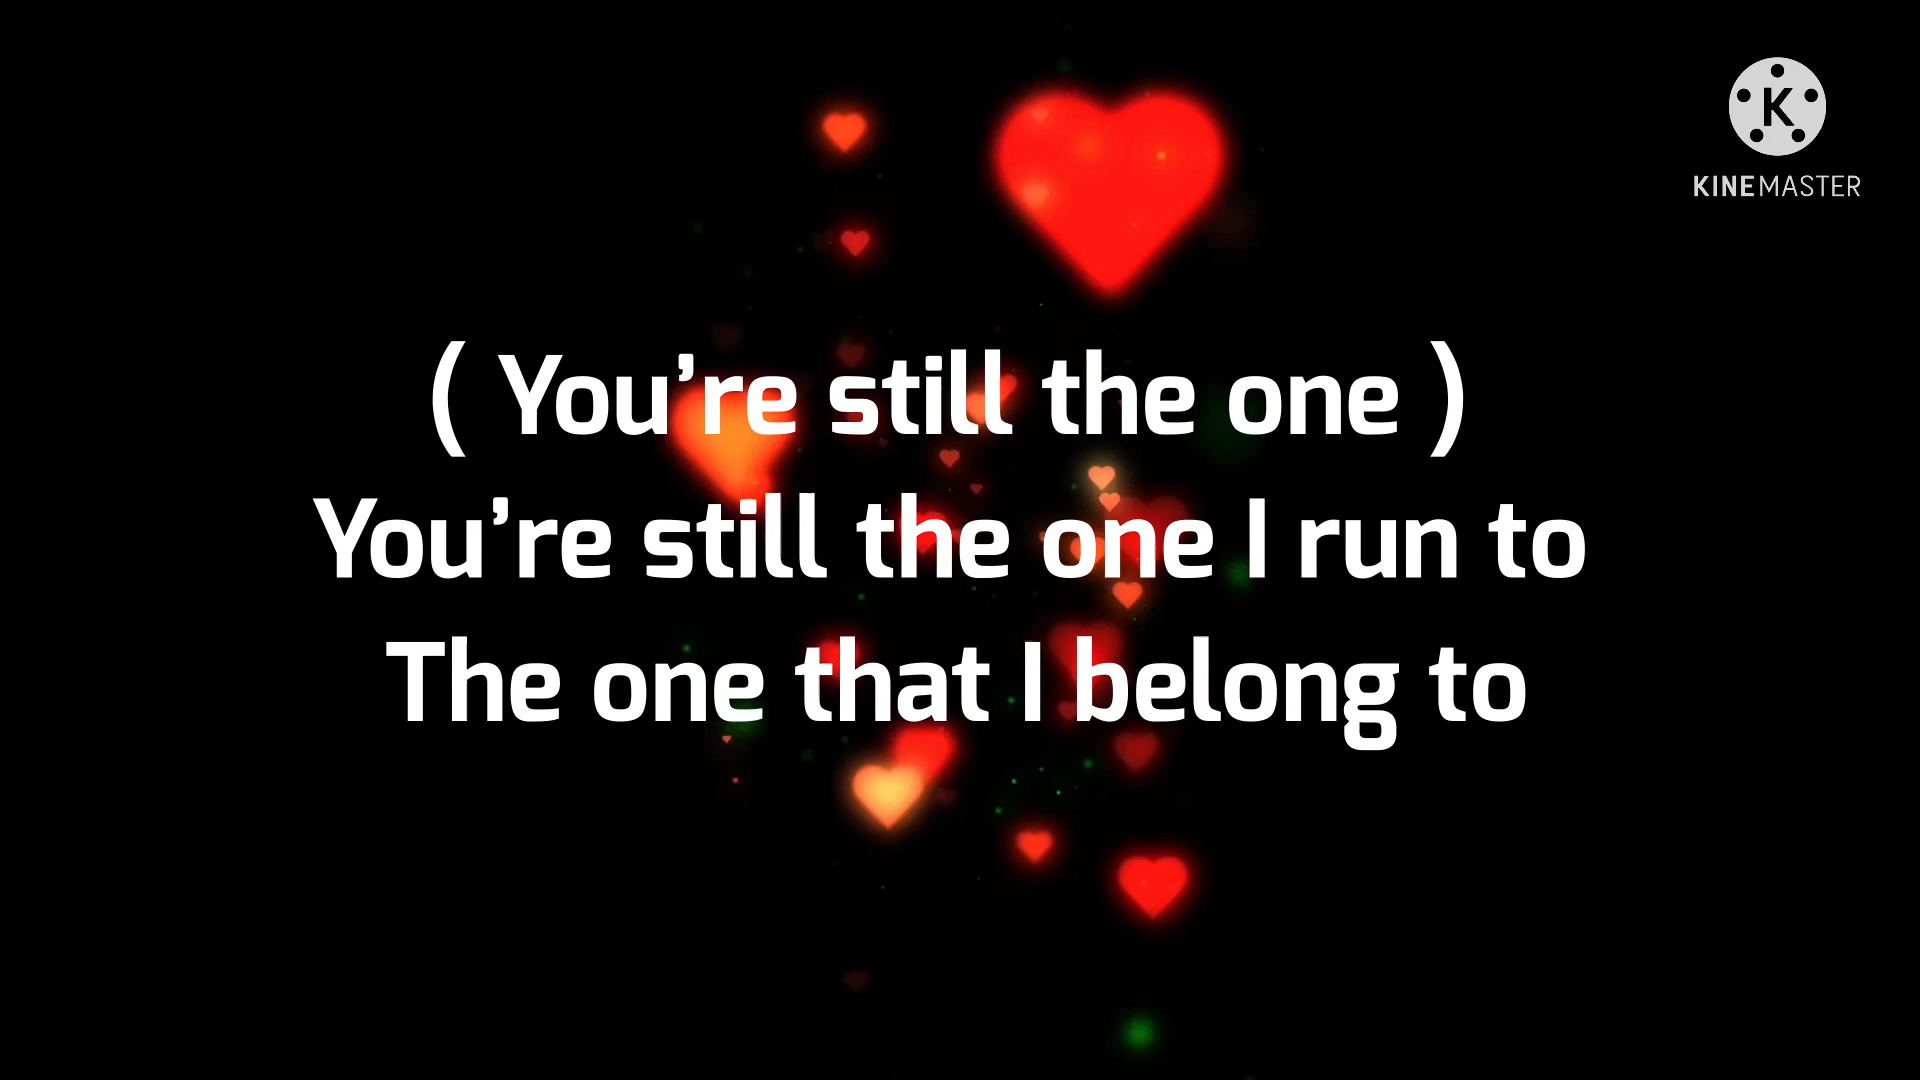 K
KINEMASTER
( You’re still the one )
You’re still the one I run to
The one that I belong to